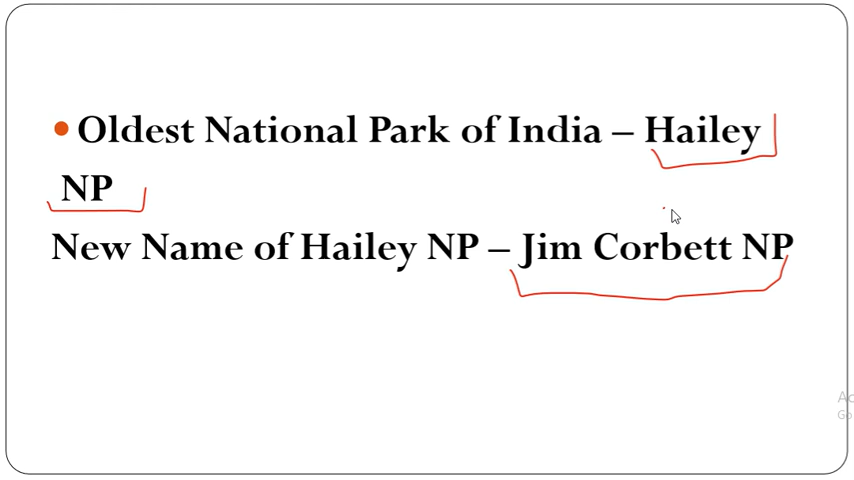 • Oldest National Park of India – Hailey
NP
New Name of Hailey NP – Jim Corbett NP